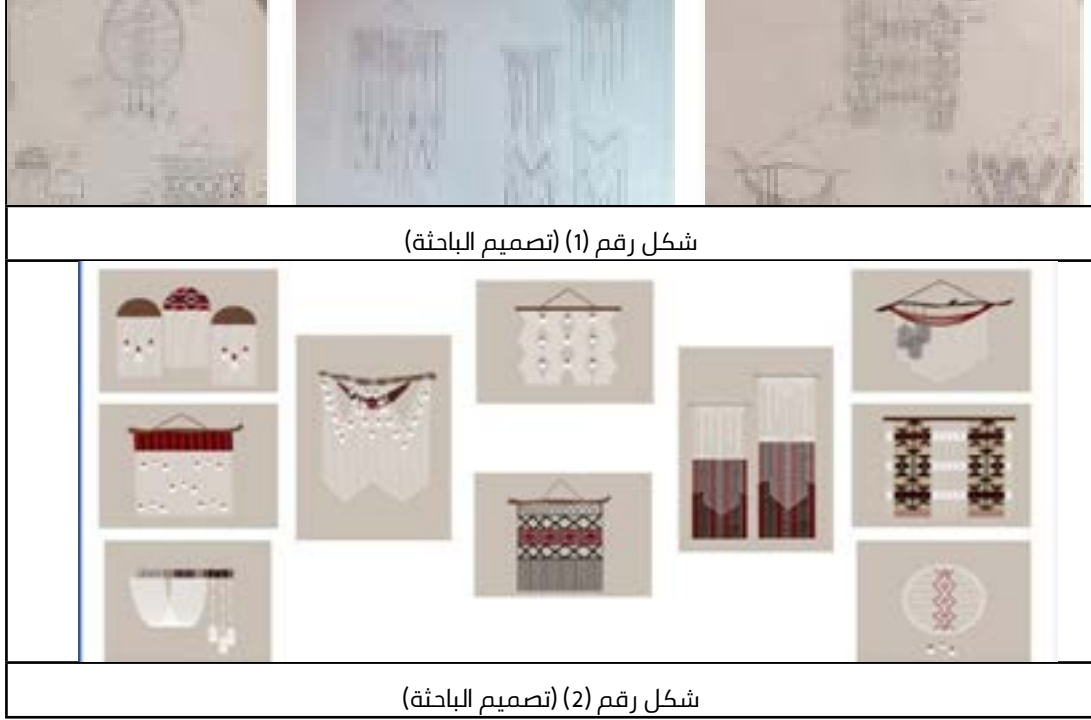 شكل رقم (1) (تصميم الباحثة)
شكل رقم (2) (تصميم الباحثة)